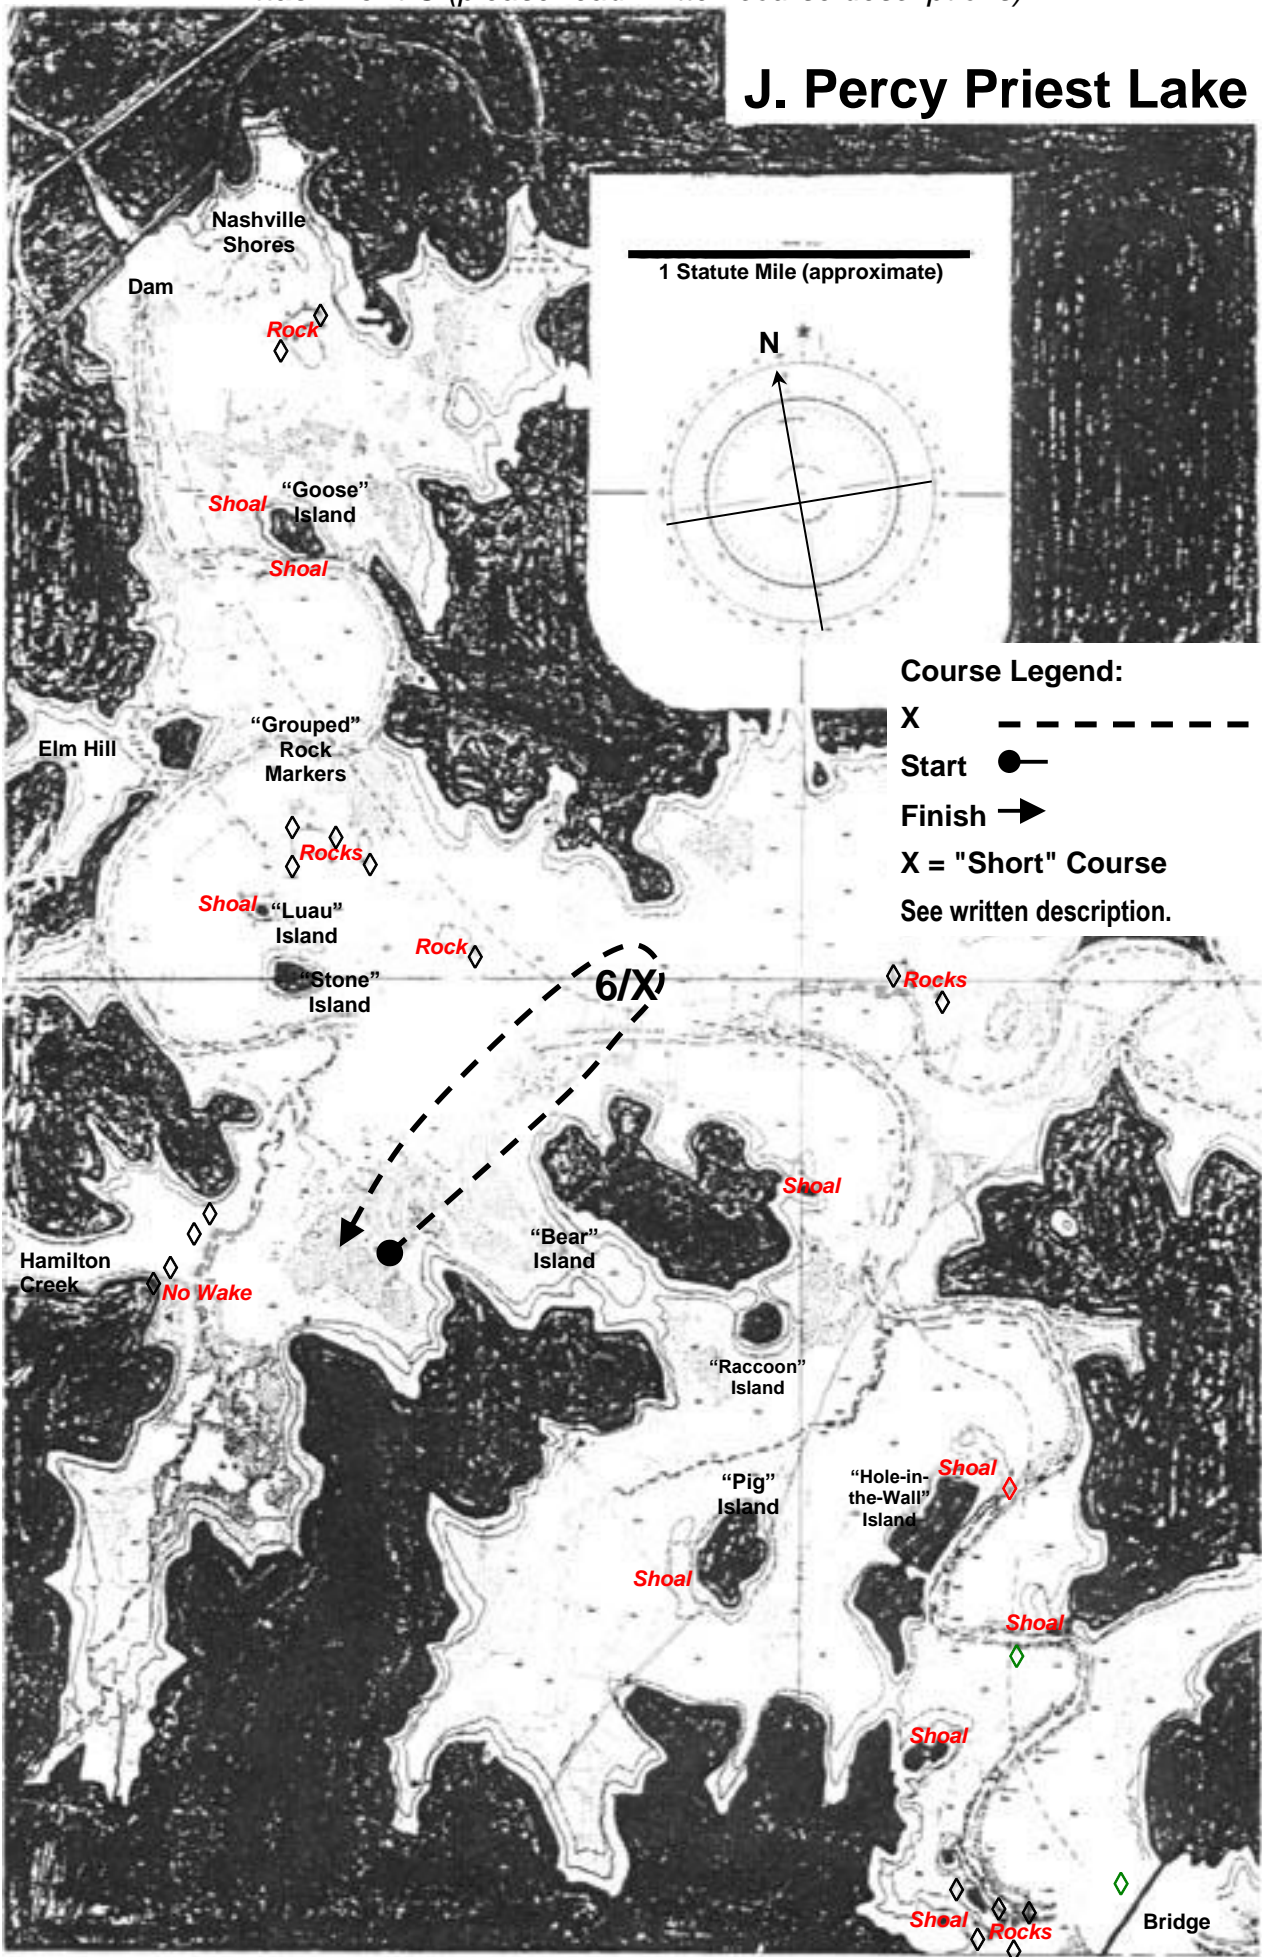 J. Percy Priest Lake
Nashville
Shores
Dam
1 Statute Mile (approximate)
Rock
N
"Goose"
Island
Shoal
Shoal
Course Legend:
X
Start
Finish
X = "Short" Course
See written description.
"Grouped"
Rock
Markers
Elm Hill
Rocks
Shoal
"Luau"
Island
Rock
"Stone"
Island
6/X
Rocks
Shoal
"Bear"
Island
Hamilton
Creek
No Wake
"Raccoon"
Island
"Pig"
Island
"Hole-in-
the-Wall"
Island
Shoal
Shoal
Shoal
Shoal
Shoal
Rocks
Bridge